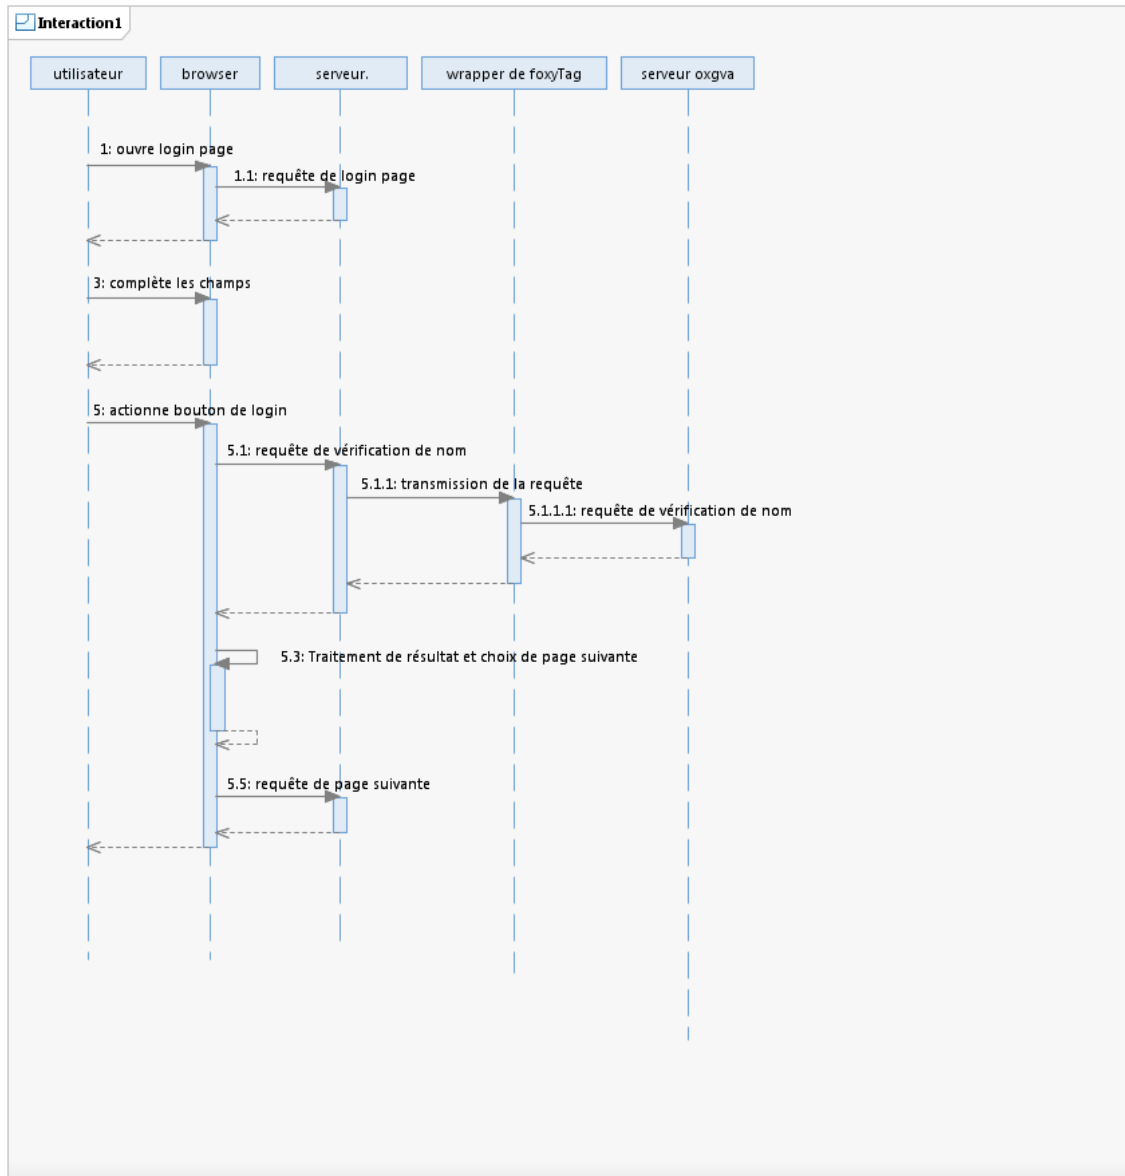 Interaction1
utilisateur
browser
serveur.
wrapper de foxyTag
serveur oxgva
1: ouvre login page
1.1: requête de login page
3: complète les champs
5: actionne bouton de login
5.1: requête de vérification de nom
5.1.1: transmission de la requête
5.1.1.1: requête de vérification de nom
5.3: Traitement de résultat et choix de page suivante
5.5: requête de page suivante